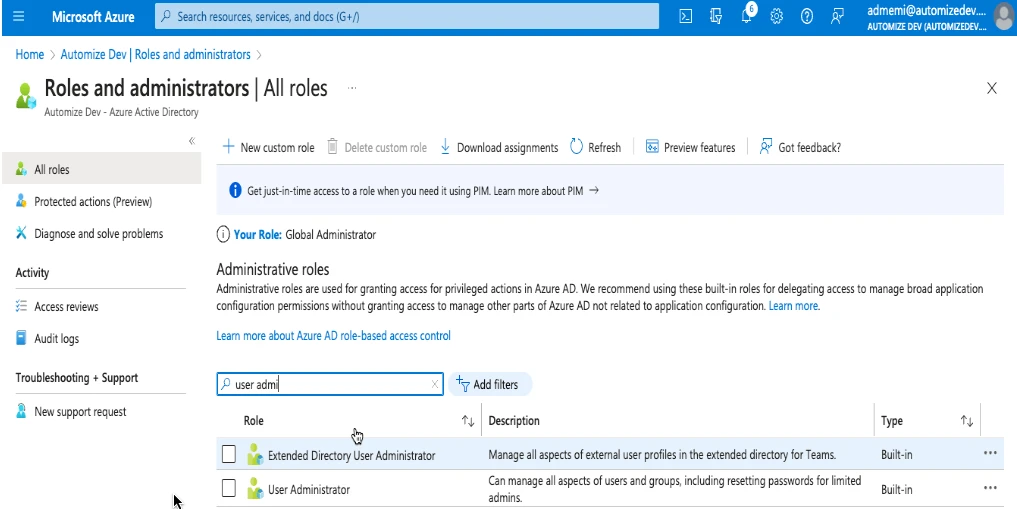 Microsoft Azure
Search resources, services, and docs (G+/)
6
admemi@automizedev....
AUTOMIZE DEV (AUTOMIZEDEV....
Home > Automize Dev | Roles and administrators >
Roles and administrators | All roles ...
Automize Dev - Azure Active Directory
All roles
Protected actions (Preview)
Diagnose and solve problems
Activity
Access reviews
Audit logs
Troubleshooting + Support
New support request
New custom role Delete custom role Download assignments Refresh Preview features Got feedback?
Get just-in-time access to a role when you need it using PIM. Learn more about PIM →
Your Role: Global Administrator
Administrative roles
Administrative roles are used for granting access for privileged actions in Azure AD. We recommend using these built-in roles for delegating access to manage broad application
configuration permissions without granting access to manage other parts of Azure AD not related to application configuration. Learn more.
Learn more about Azure AD role-based access control
user admi
Add filters
Role Description Type
Extended Directory User Administrator Manage all aspects of external user profiles in the extended directory for Teams. Built-in ...
User Administrator Can manage all aspects of users and groups, including resetting passwords for limited
admins. Built-in ...